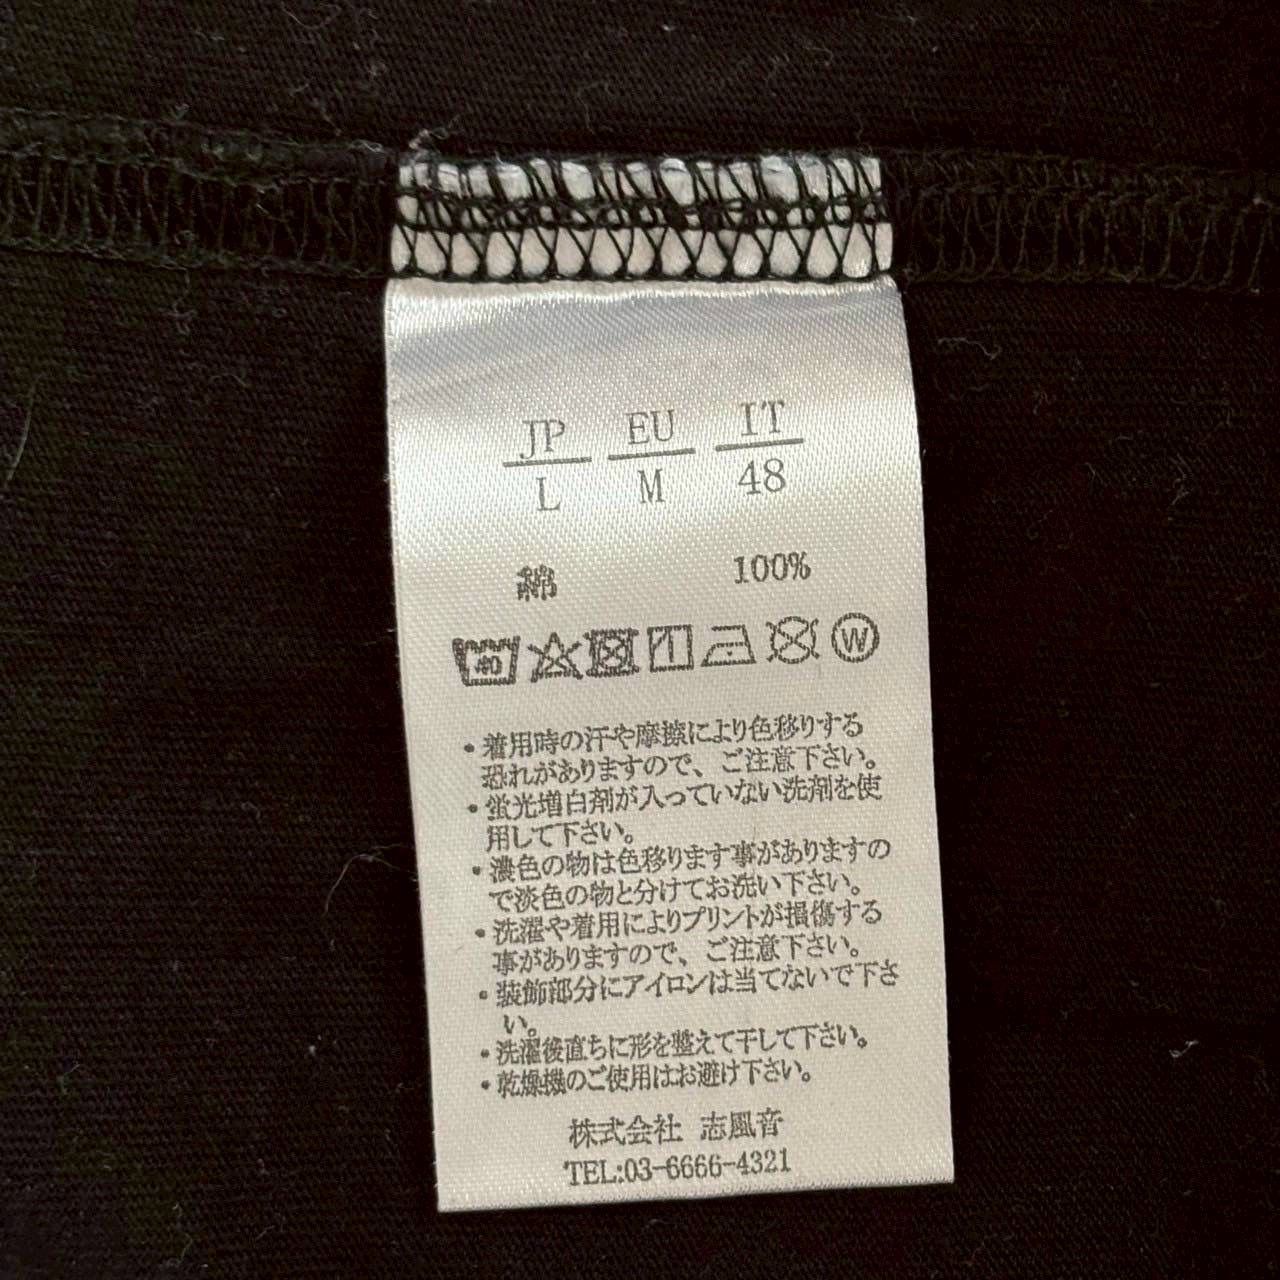 JP EU IT
L M 48
綿 100%
40 W
・着用時の汗や摩擦により色移りする
恐れがありますので、ご注意下さい。
・蛍光増白剤が入っていない洗剤を使
用して下さい。
・濃色の物は色移ります事がありますの
で淡色の物と分けてお洗い下さい。
・洗濯や着用によりプリントが損傷する
事がありますので、ご注意下さい。
・装飾部分にアイロンは当てないで下さ
い。
・洗濯後直ちに形を整えて干して下さい。
・乾燥機のご使用はお避け下さい。
株式会社 志風音
TEL:03-6666-4321